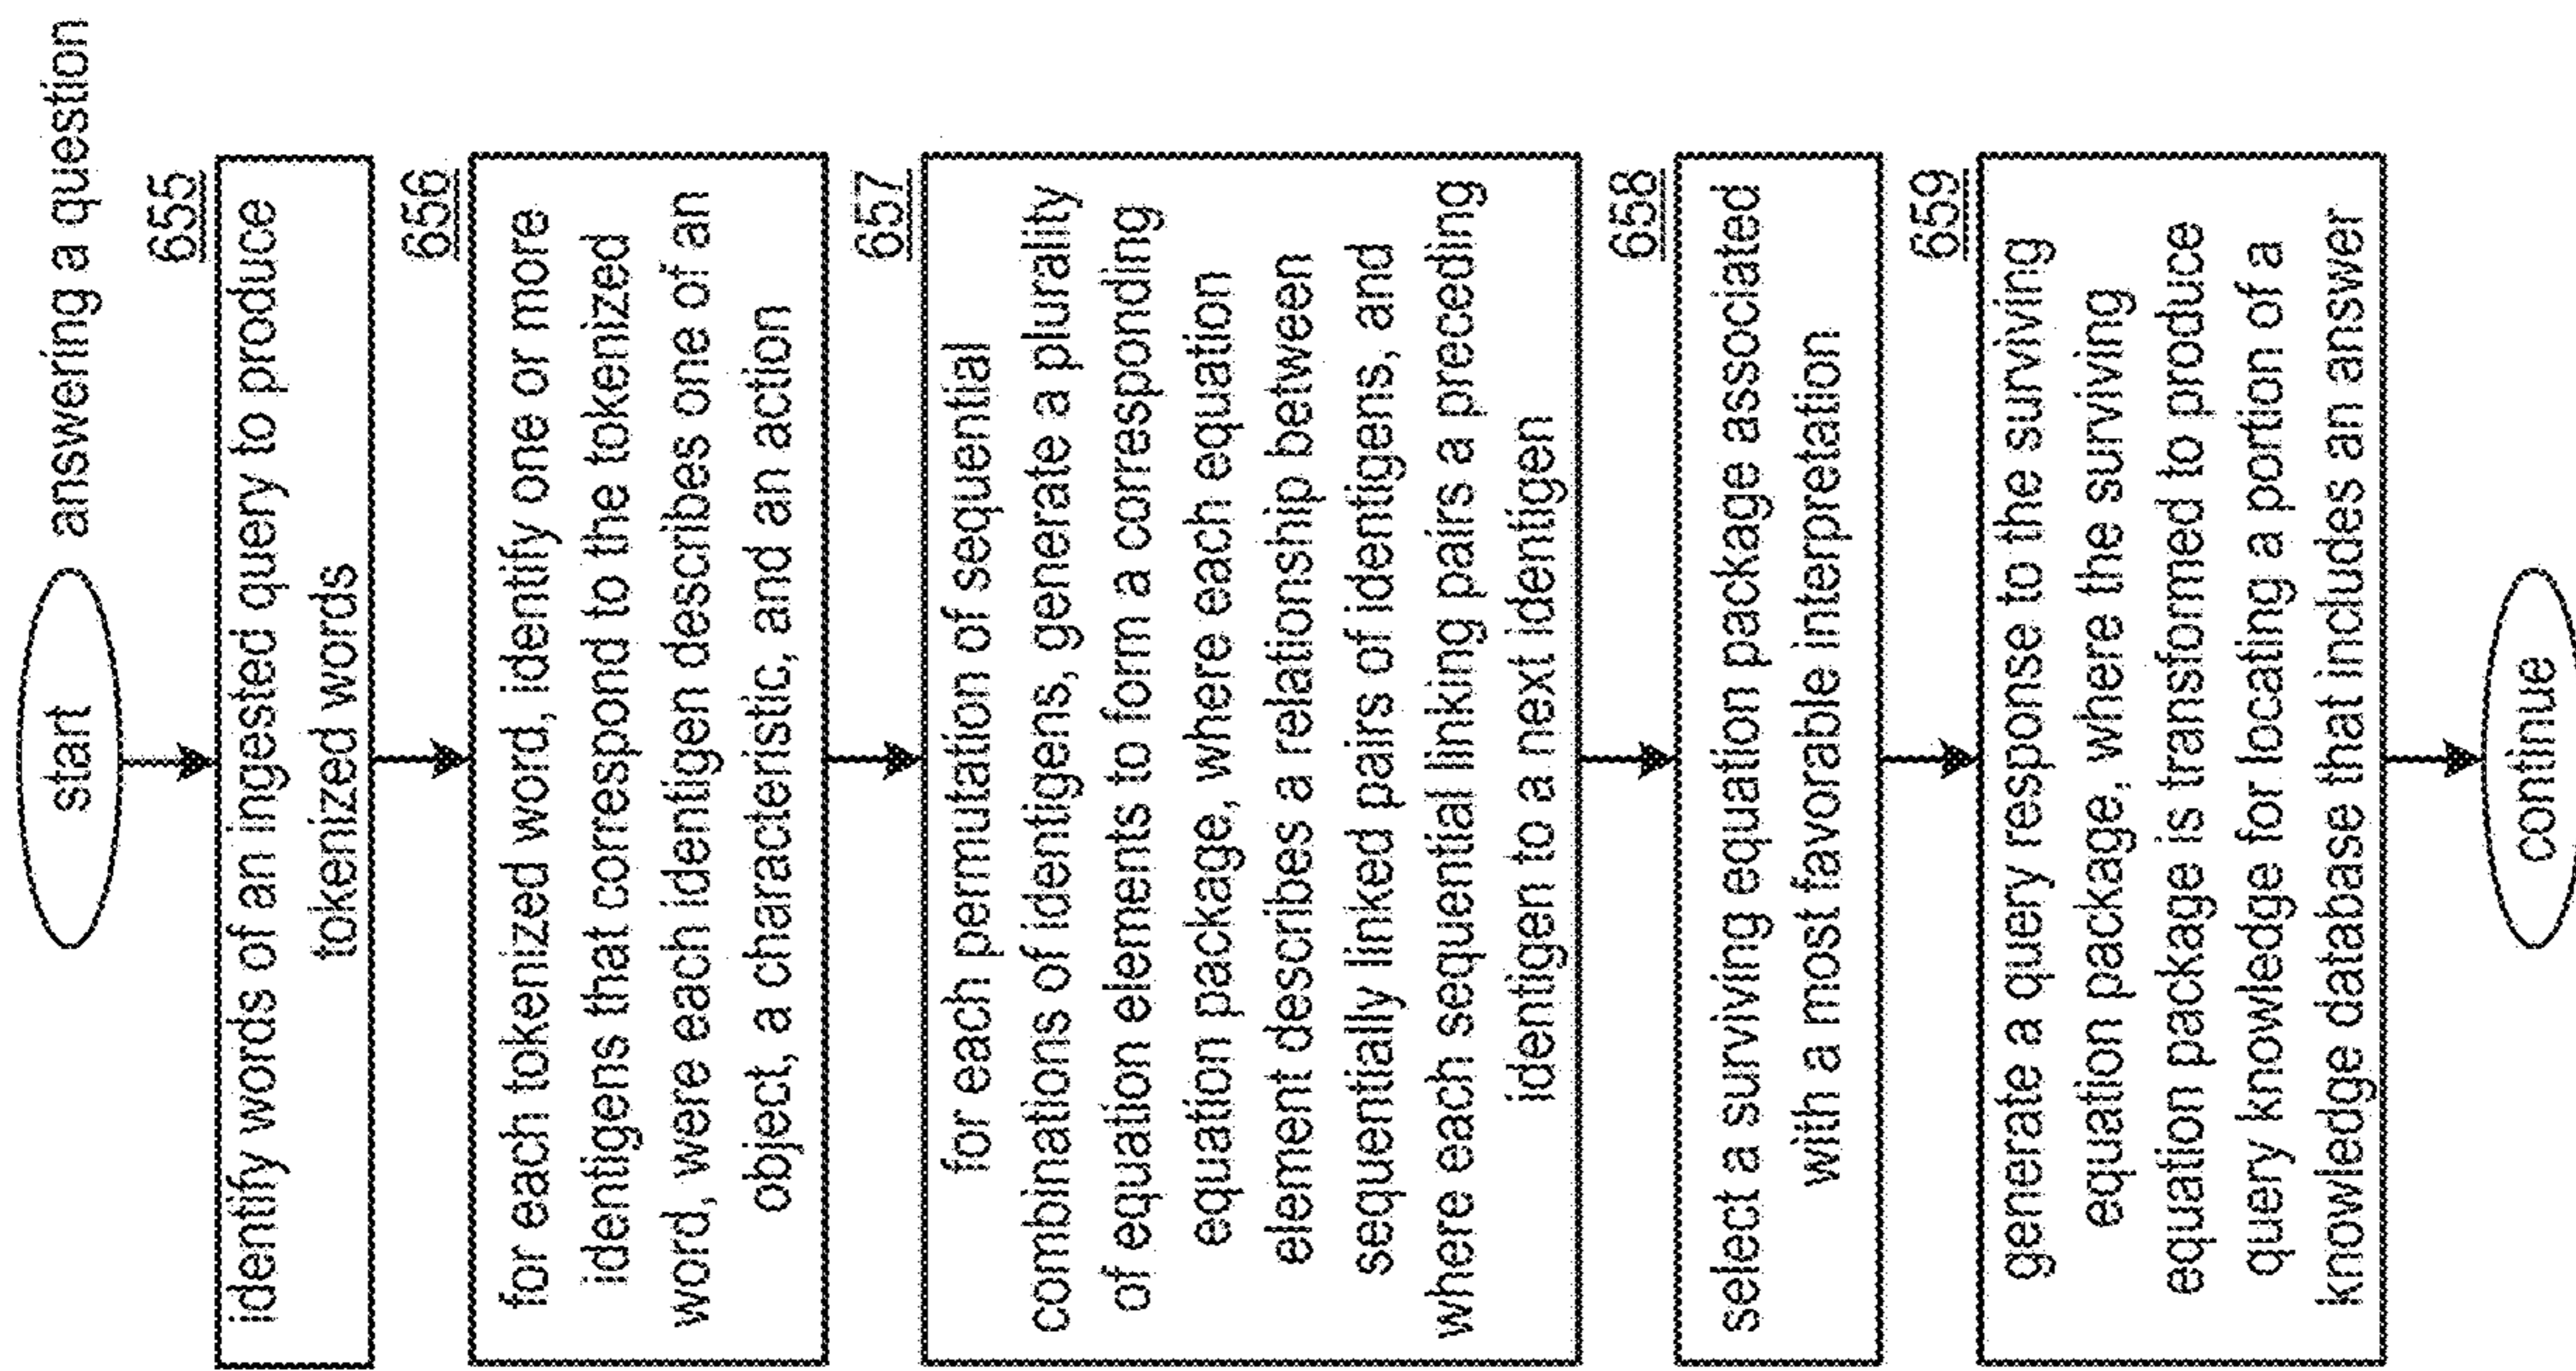 start
answering a question
655
identify words of an ingested query to produce
tokenized words
656
for each tokenized word, identify one or more
identigens that correspond to the tokenized
word, were each identigen describes one of an
object, a characteristic, and an action
657
for each permutation of sequential
combinations of identigens, generate a plurality
of equation elements to form a corresponding
equation package, where each equation
element describes a relationship between
sequentially linked pairs of identigens, and
where each sequential linking pairs a preceding
identigen to a next identigen
658
select a surviving equation package associated
with a most favorable interpretation
659
generate a query response to the surviving
equation package, where the surviving
equation package is transformed to produce
query knowledge for locating a portion of a
knowledge database that includes an answer
continue